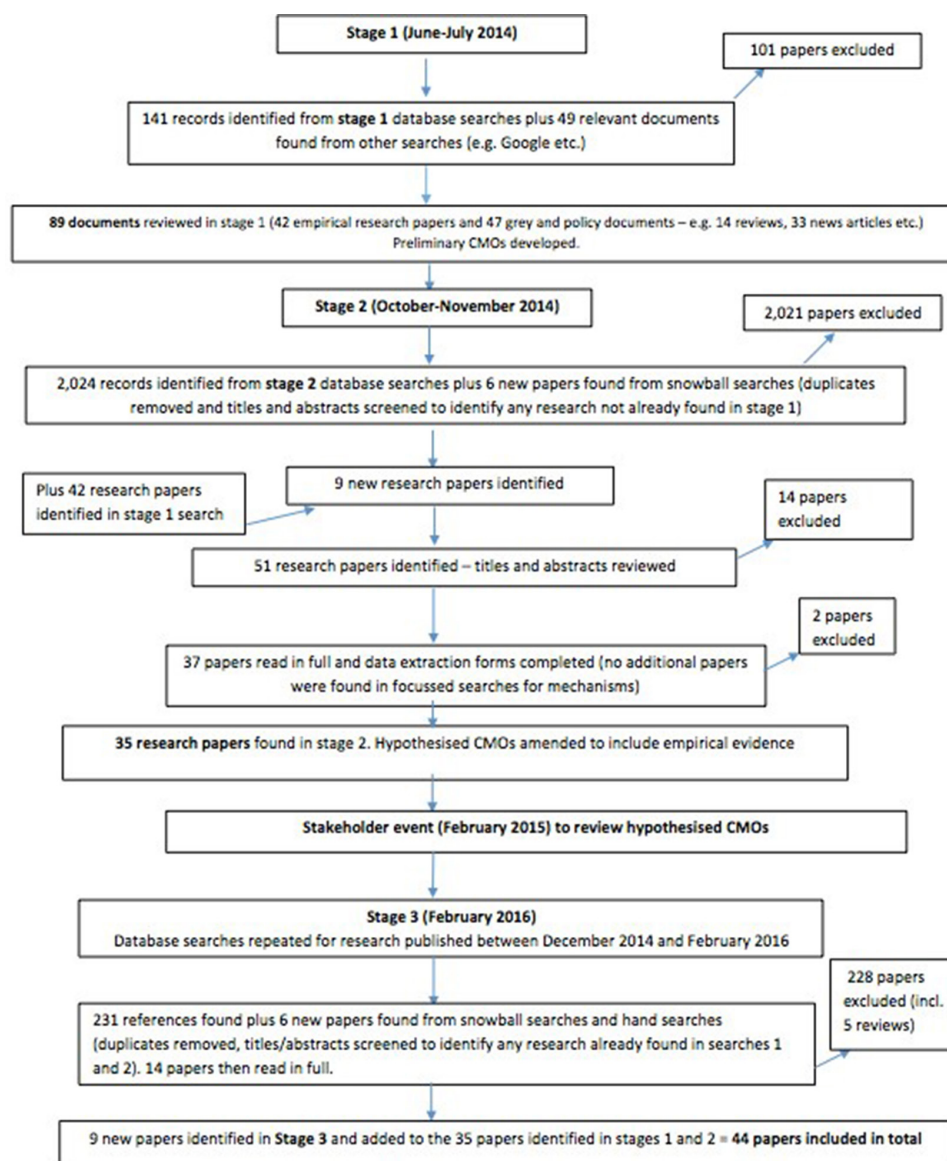 Stage 1 (June-July 2014)
101 papers excluded
141 records identified from stage 1 database searches plus 49 relevant documents
found from other searches (e.g. Google etc.)
89 documents reviewed in stage 1 (42 empirical research papers and 47 grey and policy documents – e.g. 14 reviews, 33 news articles etc.)
Preliminary CMOs developed.
Stage 2 (October-November 2014)
2,021 papers excluded
2,024 records identified from stage 2 database searches plus 6 new papers found from snowball searches (duplicates
removed and titles and abstracts screened to identify any research not already found in stage 1)
9 new research papers identified
Plus 42 research papers
identified in stage 1 search
14 papers
excluded
51 research papers identified – titles and abstracts reviewed
2 papers
excluded
37 papers read in full and data extraction forms completed (no additional papers
were found in focussed searches for mechanisms)
35 research papers found in stage 2. Hypothesised CMOs amended to include empirical evidence
Stakeholder event (February 2015) to review hypothesised CMOs
Stage 3 (February 2016)
Database searches repeated for research published between December 2014 and February 2016
228 papers
excluded (incl.
5 reviews)
231 references found plus 6 new papers found from snowball searches and hand searches
(duplicates removed, titles/abstracts screened to identify any research already found in searches 1
and 2). 14 papers then read in full.
9 new papers identified in Stage 3 and added to the 35 papers identified in stages 1 and 2 = 44 papers included in total